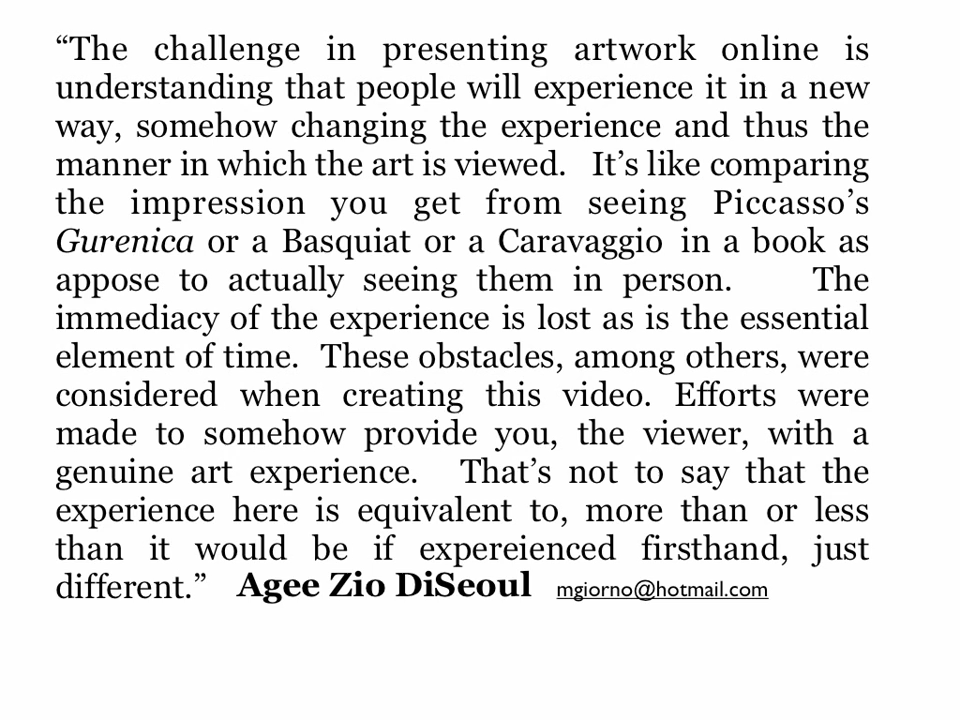 “The challenge in presenting artwork online is
understanding that people will experience it in a new
way, somehow changing the experience and thus the
manner in which the art is viewed. It’s like comparing
the impression you get from seeing Piccasso’s
Gurenica or a Basquiat or a Caravaggio in a book as
appose to actually seeing them in person. The
immediacy of the experience is lost as is the essential
element of time. These obstacles, among others, were
considered when creating this video. Efforts were
made to somehow provide you, the viewer, with a
genuine art experience. That’s not to say that the
experience here is equivalent to, more than or less
than it would be if expereienced firsthand, just
different.” Agee Zio DiSeoul mgiorno@hotmail.com